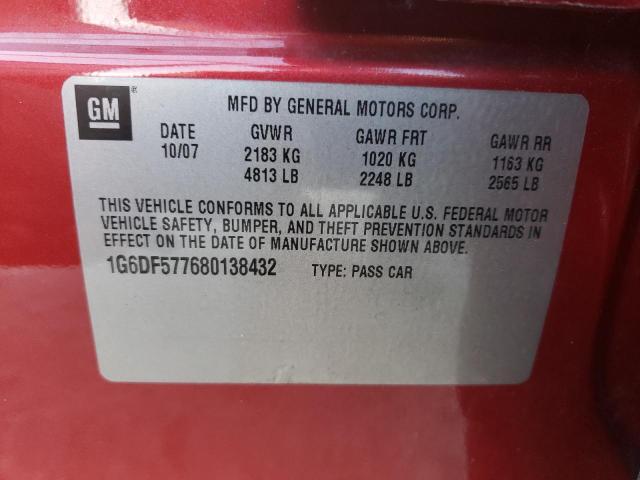 GM®
MFD BY GENERAL MOTORS CORP.
DATE GVWR GAWR FRT GAWR RR
10/07 2183 KG 1020 KG 1163 KG
4813 LB 2248 LB 2565 LB
THIS VEHICLE CONFORMS TO ALL APPLICABLE U.S. FEDERAL MOTOR
VEHICLE SAFETY, BUMPER, AND THEFT PREVENTION STANDARDS IN
EFFECT ON THE DATE OF MANUFACTURE SHOWN ABOVE.
1G6DF577680138432 TYPE: PASS CAR